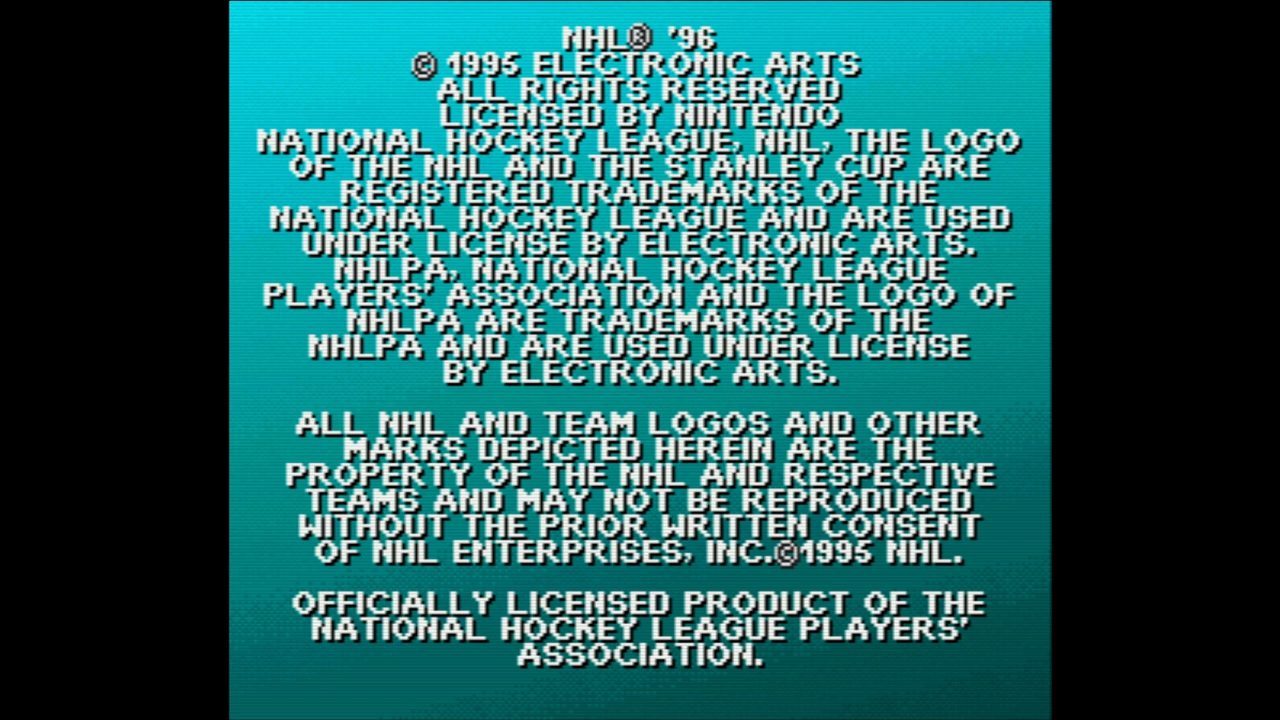 NHL® '96
© 1995 ELECTRONIC ARTS
ALL RIGHTS RESERVED
LICENSED BY NINTENDO
NATIONAL HOCKEY LEAGUE, NHL, THE LOGO
OF THE NHL AND THE STANLEY CUP ARE
REGISTERED TRADEMARKS OF THE
NATIONAL HOCKEY LEAGUE AND ARE USED
UNDER LICENSE BY ELECTRONIC ARTS.
NHLPA, NATIONAL HOCKEY LEAGUE
PLAYERS' ASSOCIATION AND THE LOGO OF
NHLPA ARE TRADEMARKS OF THE
NHLPA AND ARE USED UNDER LICENSE
BY ELECTRONIC ARTS.
ALL NHL AND TEAM LOGOS AND OTHER
MARKS DEPICTED HEREIN ARE THE
PROPERTY OF THE NHL AND RESPECTIVE
TEAMS AND MAY NOT BE REPRODUCED
WITHOUT THE PRIOR WRITTEN CONSENT
OF NHL ENTERPRISES, INC.©1995 NHL.
OFFICIALLY LICENSED PRODUCT OF THE
NATIONAL HOCKEY LEAGUE PLAYERS'
ASSOCIATION.